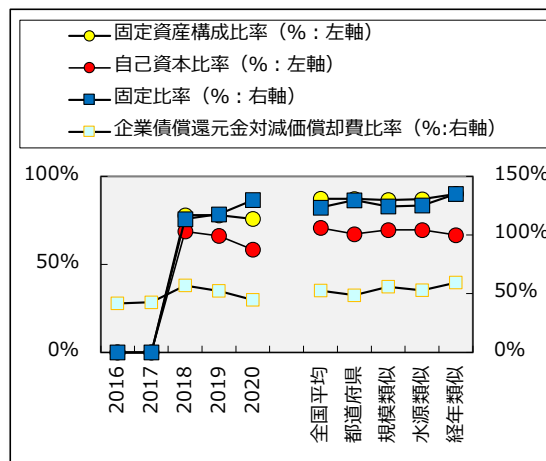 固定資産構成比率（%：左軸）
自己資本比率（%：左軸）
固定比率（%：右軸）
企業債償還元金対減価償却費比率（%:右軸）
100%
150%
100%
50%
50%
0%
0%
2016
2017
2018
2019
2020
全国平均
都道府県
規模類似
水源類似
経年類似